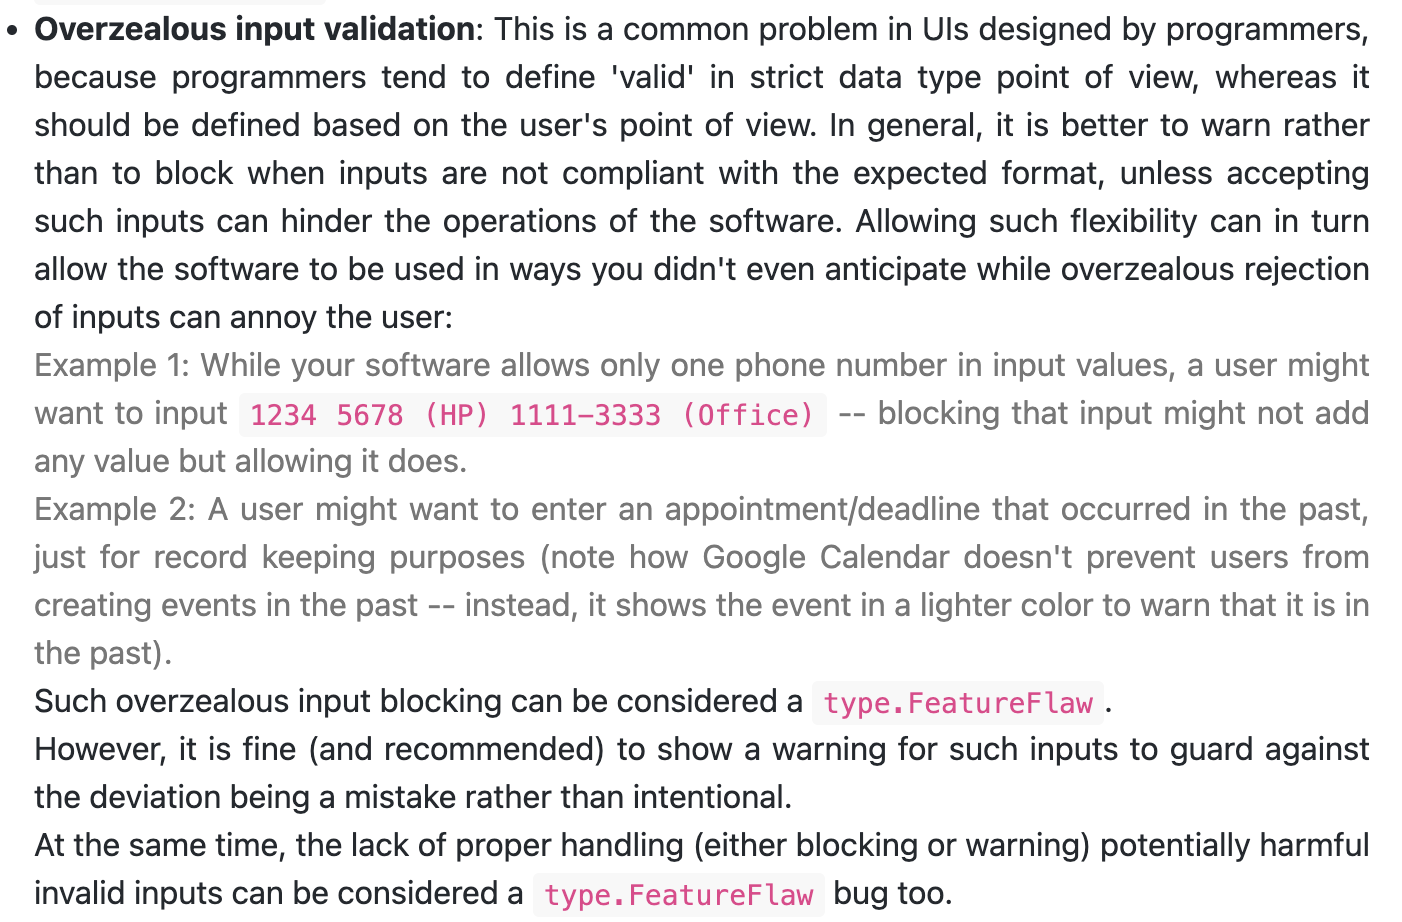 • Overzealous input validation: This is a common problem in UIs designed by programmers,
because programmers tend to define 'valid' in strict data type point of view, whereas it
should be defined based on the user's point of view. In general, it is better to warn rather
than to block when inputs are not compliant with the expected format, unless accepting
such inputs can hinder the operations of the software. Allowing such flexibility can in turn
allow the software to be used in ways you didn't even anticipate while overzealous rejection
of inputs can annoy the user:
Example 1: While your software allows only one phone number in input values, a user might
want to input 1234 5678 (HP) 1111-3333 (Office) -- blocking that input might not add
any value but allowing it does.
Example 2: A user might want to enter an appointment/deadline that occurred in the past,
just for record keeping purposes (note how Google Calendar doesn't prevent users from
creating events in the past -- instead, it shows the event in a lighter color to warn that it is in
the past).
Such overzealous input blocking can be considered a type.FeatureFlaw.
However, it is fine (and recommended) to show a warning for such inputs to guard against
the deviation being a mistake rather than intentional.
At the same time, the lack of proper handling (either blocking or warning) potentially harmful
invalid inputs can be considered a type.FeatureFlaw bug too.